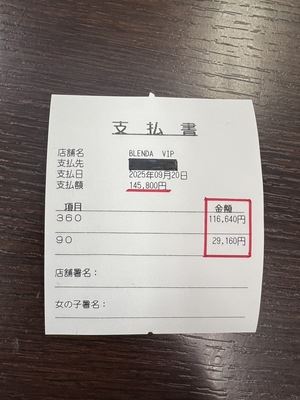 支払書
店舗名 BLENDA VIP
支払先
支払日 2025年09月20日
支払額 145,800円
項目 金額
360 116,640円
90 29,160円
店舗署名:
女の子署名: